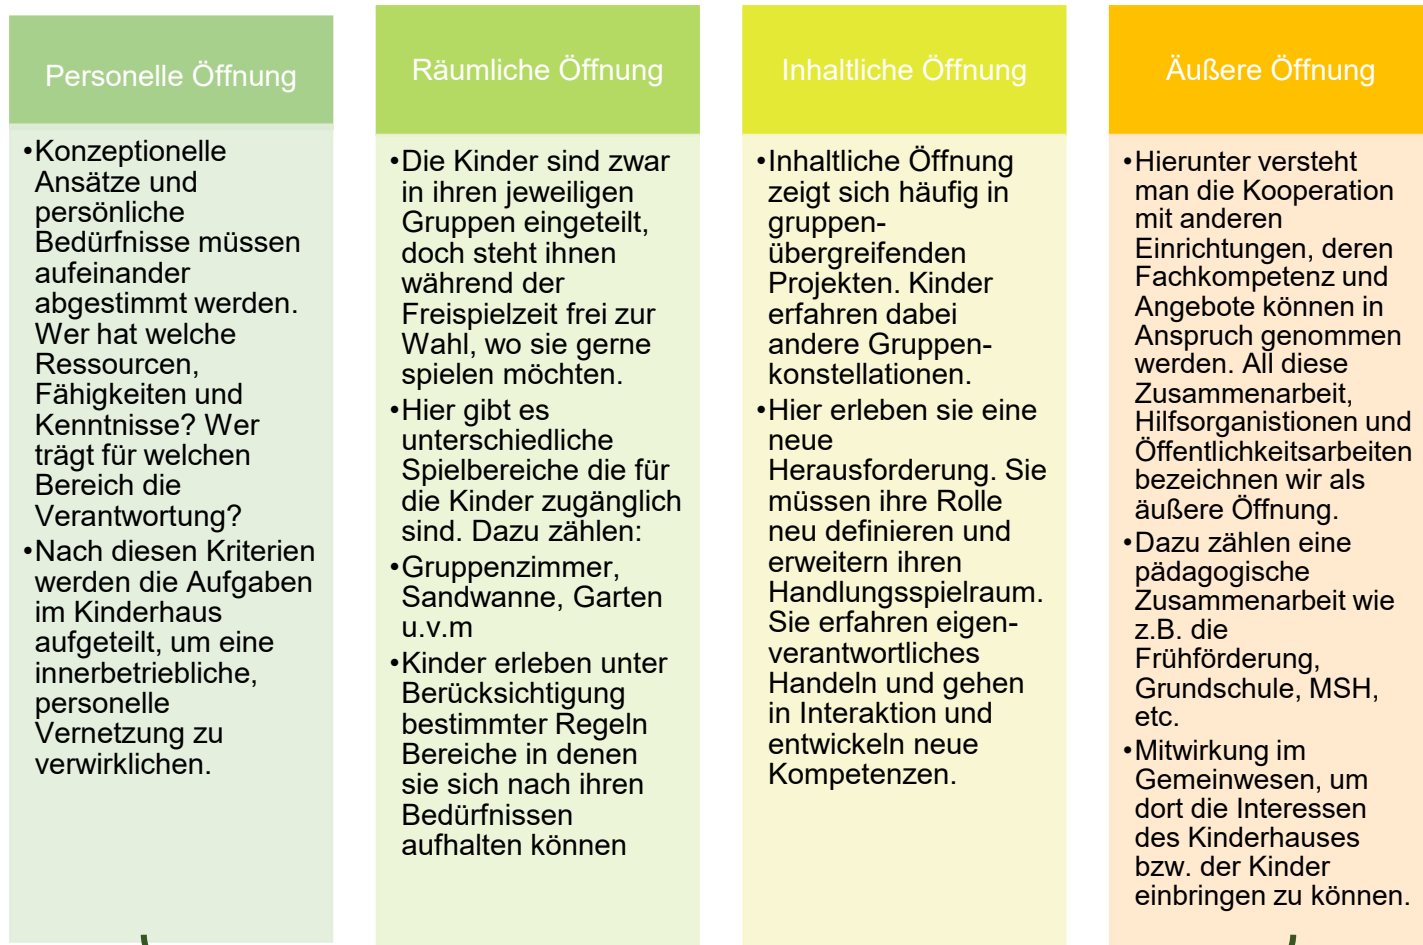 Personelle Öffnung
•Konzeptionelle
Ansätze und
persönliche
Bedürfnisse müssen
aufeinander
abgestimmt werden.
Wer hat welche
Ressourcen,
Fähigkeiten und
Kenntnisse? Wer
trägt für welchen
Bereich die
Verantwortung?
•Nach diesen Kriterien
werden die Aufgaben
im Kinderhaus
aufgeteilt, um eine
innerbetriebliche,
personelle
Vernetzung zu
verwirklichen.
Räumliche Öffnung
•Die Kinder sind zwar
in ihren jeweiligen
Gruppen eingeteilt,
doch steht ihnen
während der
Freispielzeit frei zur
Wahl, wo sie gerne
spielen möchten.
•Hier gibt es
unterschiedliche
Spielbereiche die für
die Kinder zugänglich
sind. Dazu zählen:
•Gruppenzimmer,
Sandwanne, Garten
u.v.m
•Kinder erleben unter
Berücksichtigung
bestimmter Regeln
Bereiche in denen
sie sich nach ihren
Bedürfnissen
aufhalten können
Inhaltliche Öffnung
•Inhaltliche Öffnung
zeigt sich häufig in
gruppen-
übergreifenden
Projekten. Kinder
erfahren dabei
andere Gruppen-
konstellationen.
•Hier erleben sie eine
neue
Herausforderung. Sie
müssen ihre Rolle
neu definieren und
erweitern ihren
Handlungsspielraum.
Sie erfahren eigen-
verantwortliches
Handeln und gehen
in Interaktion und
entwickeln neue
Kompetenzen.
Äußere Öffnung
•Hierunter versteht
man die Kooperation
mit anderen
Einrichtungen, deren
Fachkompetenz und
Angebote können in
Anspruch genommen
werden. All diese
Zusammenarbeit,
Hilfsorganistionen und
Öffentlichkeitsarbeiten
bezeichnen wir als
äußere Öffnung.
•Dazu zählen eine
pädagogische
Zusammenarbeit wie
z.B. die
Frühförderung,
Grundschule, MSH,
etc.
•Mitwirkung im
Gemeinwesen, um
dort die Interessen
des Kinderhauses
bzw. der Kinder
einbringen zu können.